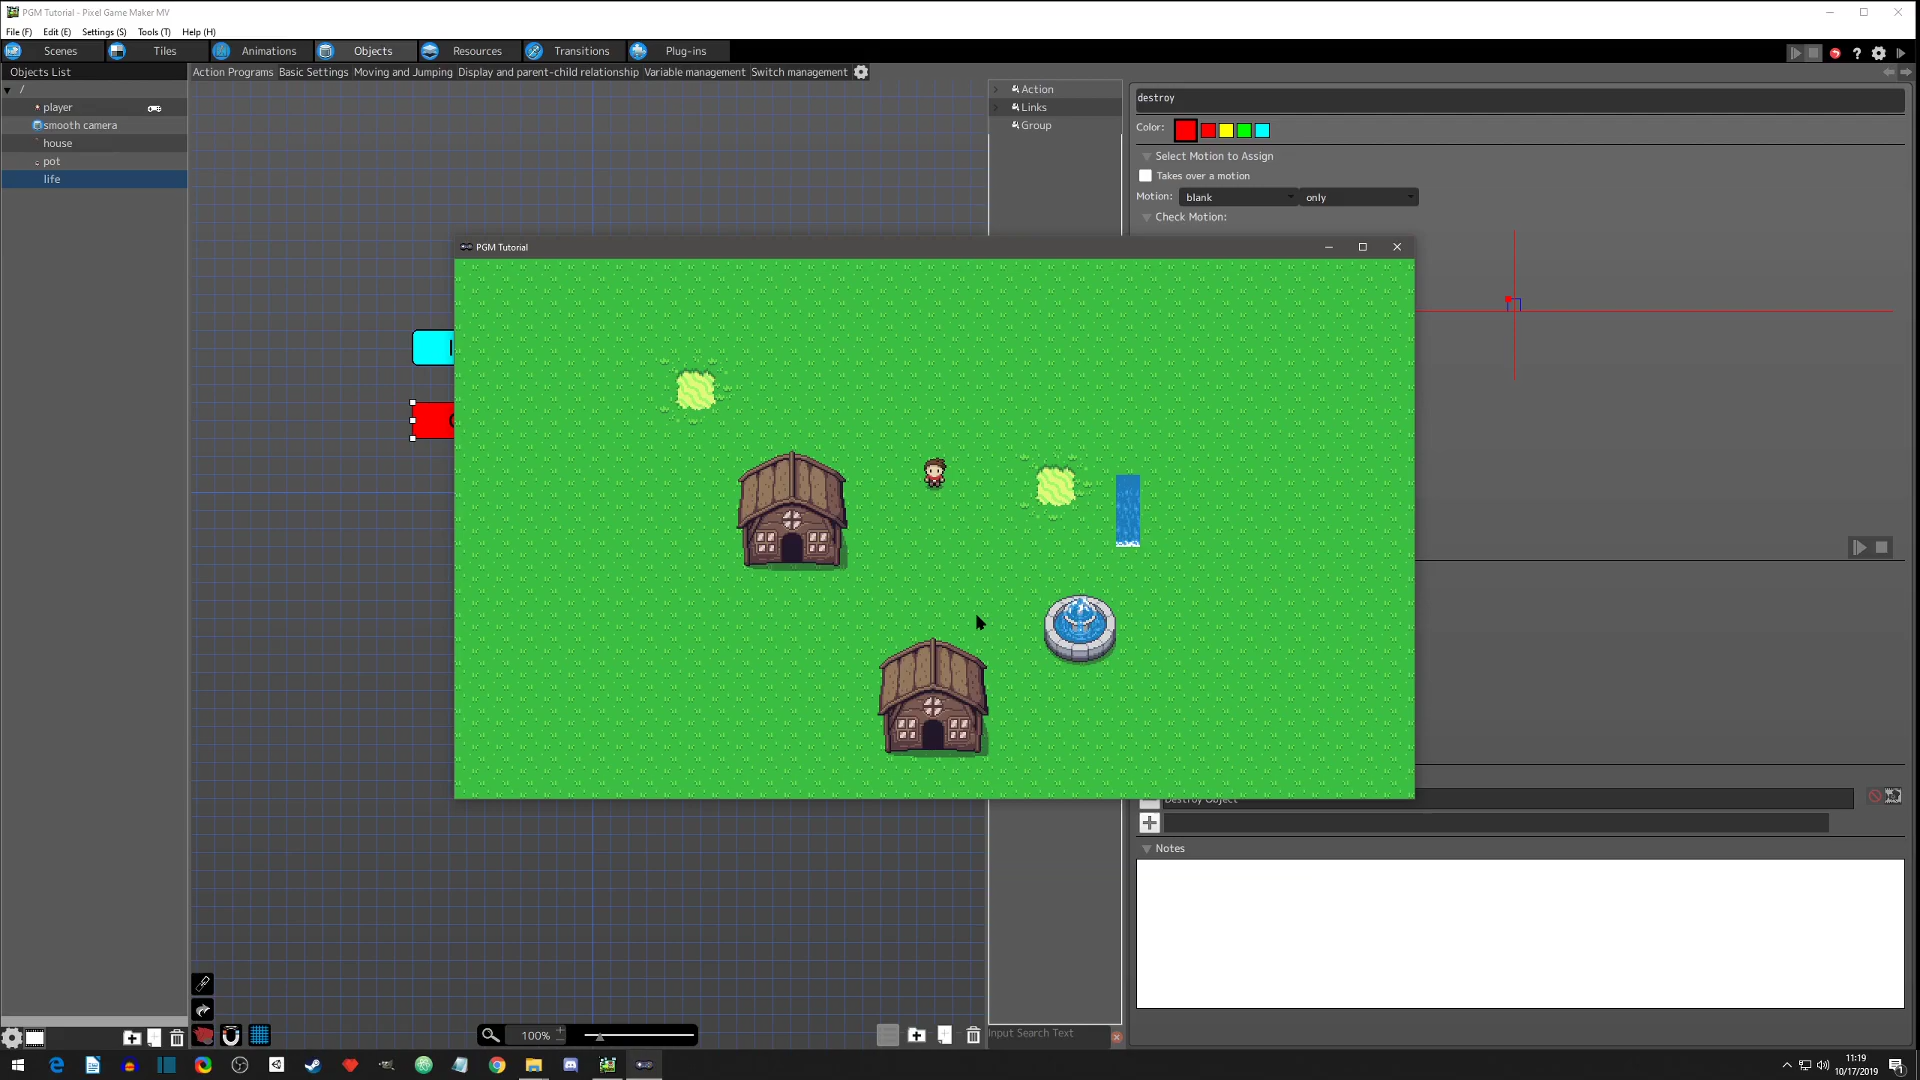 PGM Tutorial - Pixel Game Maker MV
File (F) Edit (E) Settings (S) Tools (T) Help (H)
Scenes Tiles Animations Objects Resources Transitions Plug-ins
Objects List
Action Programs Basic Settings Moving and Jumping Display and parent-child relationship Variable management Switch management
/
player
smooth camera
house
pot
life
Action
Links
Group
destroy
Color:
Select Motion to Assign
Takes over a motion
Motion: blank only
Check Motion:
PGM Tutorial
Destroy Object
Notes
100%
Input Search Text
11:19
10/17/2019